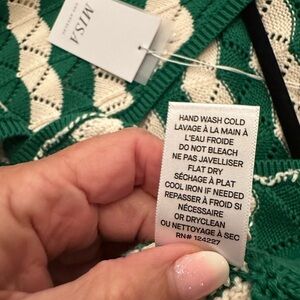 MISA
HAND WASH COLD
LAVAGE À LA MAIN À
L'EAU FROIDE
DO NOT BLEACH
NE PAS JAVELLISER
FLAT DRY
SÉCHAGE À PLAT
COOL IRON IF NEEDED
REPASSER À FROID SI
NÉCESSAIRE
OR DRYCLEAN
OU NETTOYAGE À SEC
RN# 124227